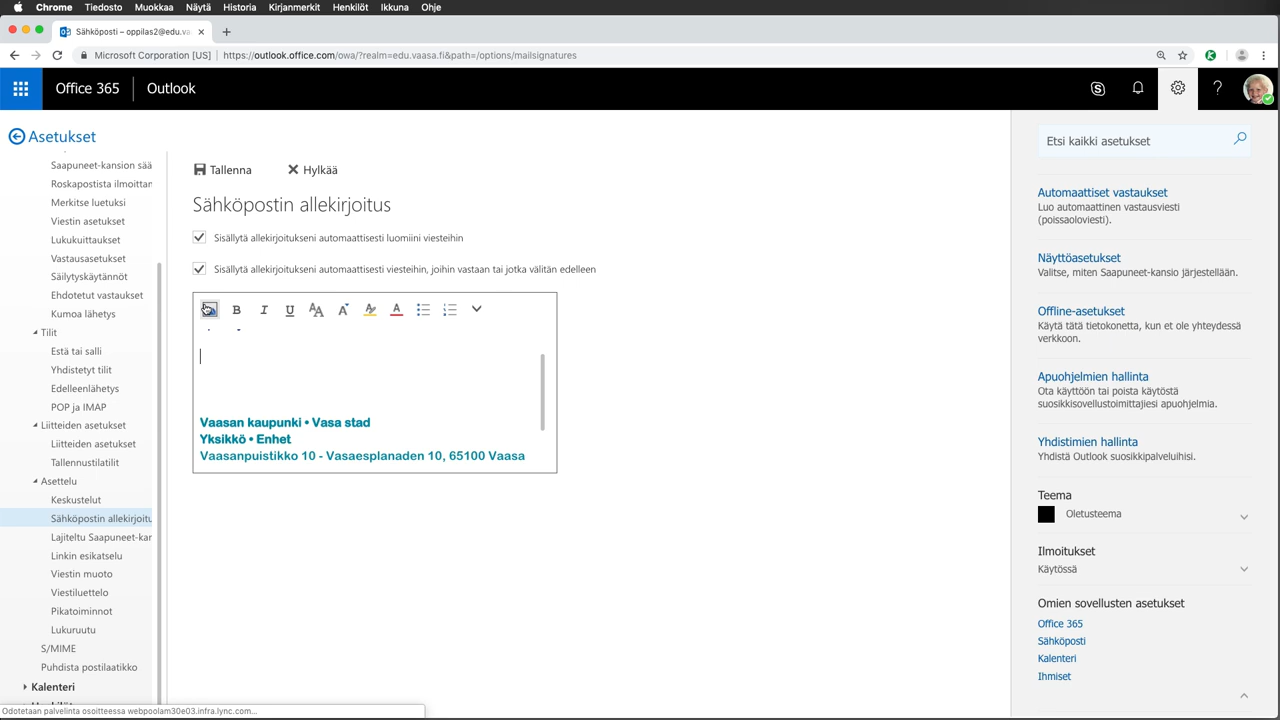 Chrome Tiedosto Muokkaa Näytä Historia Kirjanmerkit Henkilöt Ikkuna Ohje
Sähköposti – oppilas2@edu.va
Microsoft Corporation [US] https://outlook.office.com/owa/?realm=edu.vaasa.fi&path=/options/mailsignatures
Office 365 Outlook
Asetukset
Saapuneet-kansion sää
Roskapostista ilmoittam
Merkitse luetuksi
Viestin asetukset
Lukukuittaukset
Vastausasetukset
Säilytyskäytännöt
Ehdotetut vastaukset
Kumoa lähetys
Tilit
Estä tai salli
Yhdistetyt tilit
Edelleenlähetys
POP ja IMAP
Liitteiden asetukset
Liitteiden asetukset
Tallennustilatilit
Asettelu
Keskustelut
Sähköpostin allekirjoitu
Lajiteltu Saapuneet-kan
Linkin esikatselu
Viestin muoto
Viestiluettelo
Pikatoiminnot
Lukuruutu
S/MIME
Puhdista postilaatikko
Kalenteri
Odotetaan palvelinta osoitteessa webpoolam30e03.infra.lync.com...
Tallenna Hylkää
Sähköpostin allekirjoitus
Sisällytä allekirjoitukseni automaattisesti luomiini viesteihin
Sisällytä allekirjoitukseni automaattisesti viesteihin, joihin vastaan tai jotka välitän edelleen
B I U AA A A
Vaasan kaupunki • Vasa stad
Yksikkö • Enhet
Vaasanpuistikko 10 - Vasaesplanaden 10, 65100 Vaasa
Etsi kaikki asetukset
Automaattiset vastaukset
Luo automaattinen vastausviesti
(poissaoloviesti).
Näyttöasetukset
Valitse, miten Saapuneet-kansio järjestellään.
Offline-asetukset
Käytä tätä tietokonetta, kun et ole yhteydessä
verkkoon.
Apuohjelmien hallinta
Ota käyttöön tai poista käytöstä
suosikkisovellustoimittajiesi apuohjelmia.
Yhdistimien hallinta
Yhdistä Outlook suosikkipalveluihisi.
Teema
Oletusteema
Ilmoitukset
Käytössä
Omien sovellusten asetukset
Office 365
Sähköposti
Kalenteri
Ihmiset